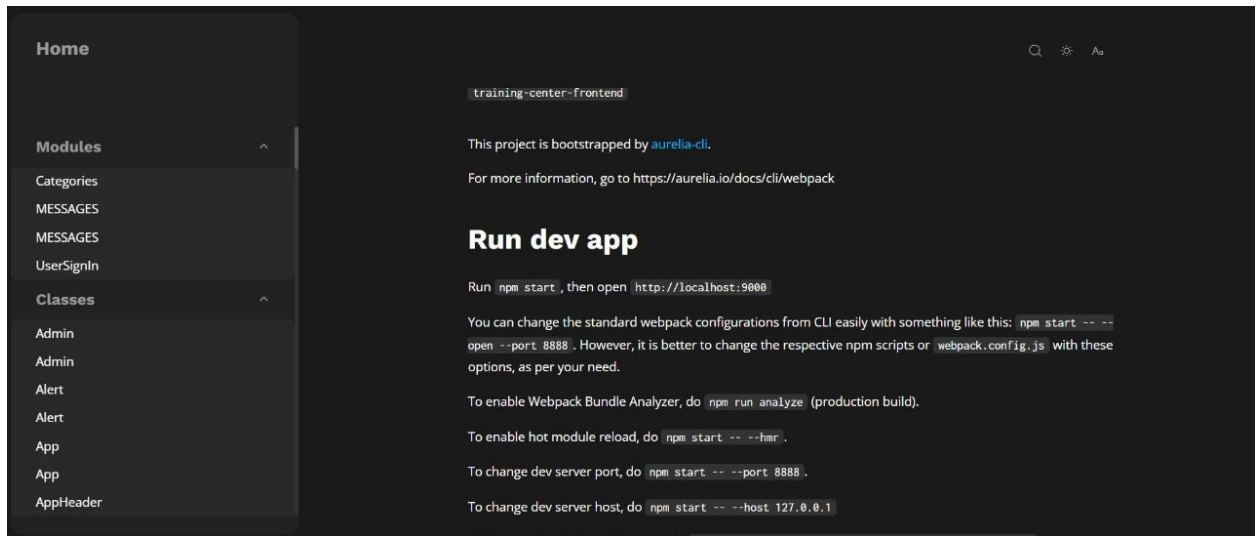 Home
Modules
Categories
MESSAGES
MESSAGES
UserSignIn
Classes
Admin
Admin
Alert
Alert
App
App
AppHeader
Aa
training-center-frontend
This project is bootstrapped by aurelia-cli.
For more information, go to https://aurelia.io/docs/cli/webpack
Run dev app
Run npm start , then open http://localhost:9000
You can change the standard webpack configurations from CLI easily with something like this: npm start -- --
open --port 8888 . However, it is better to change the respective npm scripts or webpack.config.js with these
options, as per your need.
To enable Webpack Bundle Analyzer, do npm run analyze (production build).
To enable hot module reload, do npm start -- --hmr .
To change dev server port, do npm start -- --port 8888 .
To change dev server host, do npm start -- --host 127.0.0.1